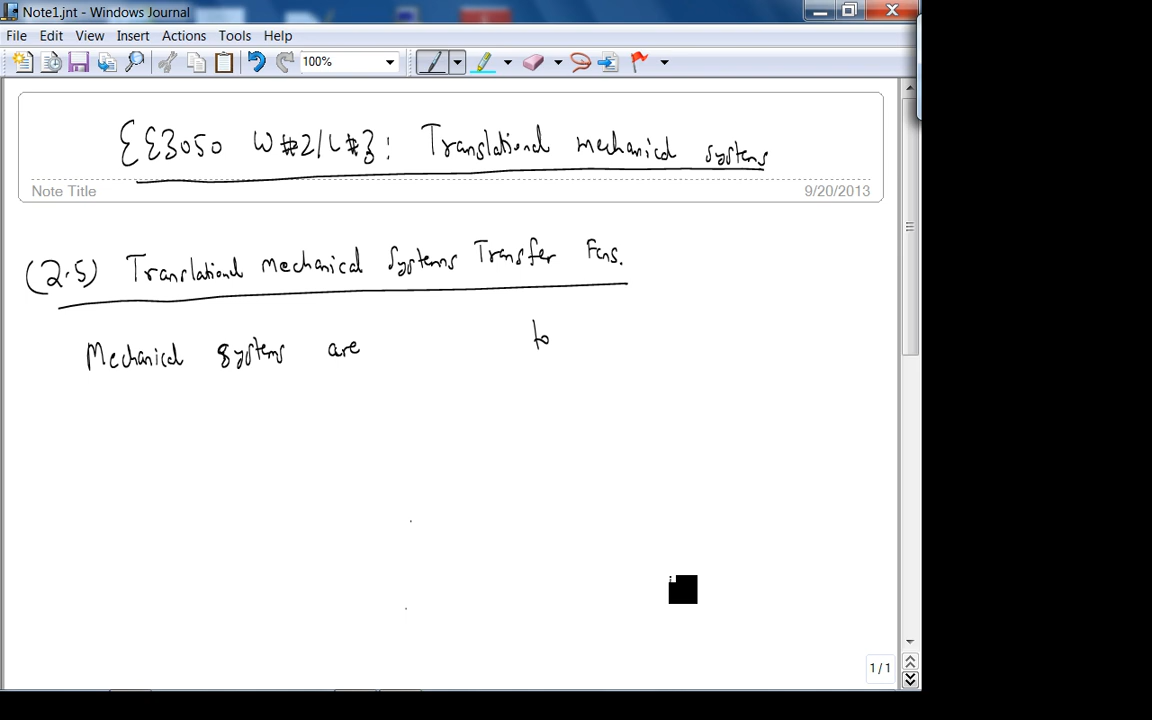 Note1.jnt - Windows Journal
File Edit View Insert Actions Tools Help
100%
EE3050 W#2/L#3: Translational mechanical systems
Note Title 9/20/2013
(2.5) Translational Mechanical Systems Transfer Fcns.
Mechanical systems are to
1/1